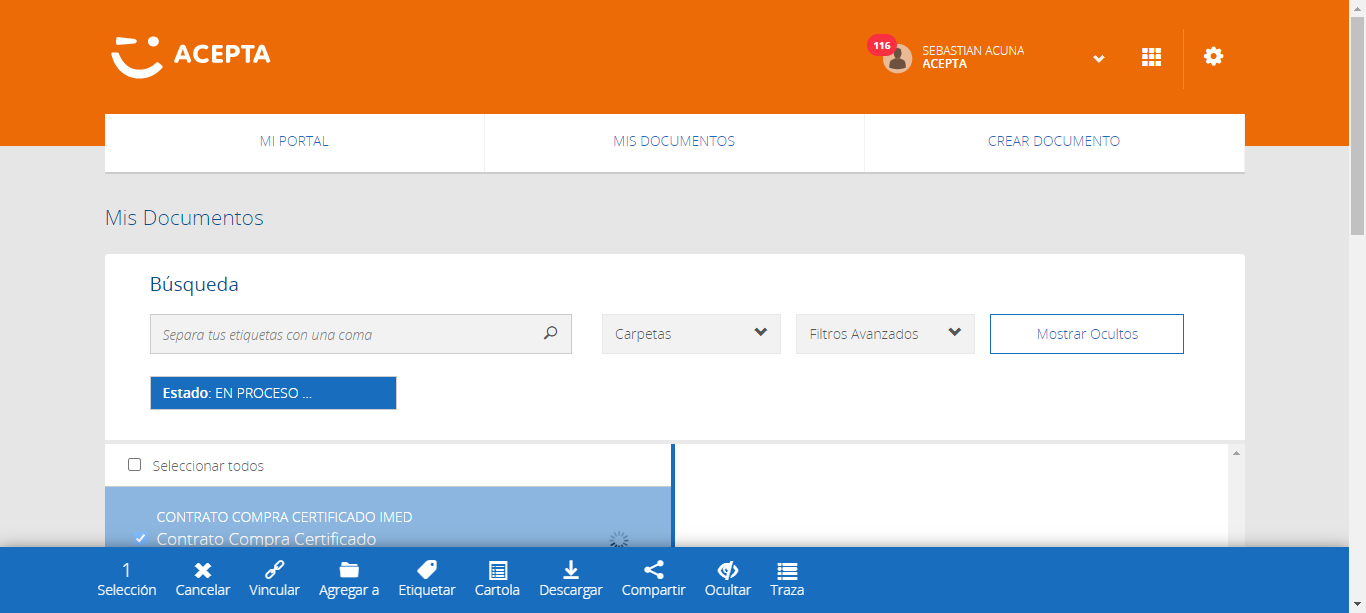 ACEPTA
116
SEBASTIAN ACUNA
ACEPTA
MI PORTAL
MIS DOCUMENTOS
CREAR DOCUMENTO
Mis Documentos
Búsqueda
Separa tus etiquetas con una coma
Carpetas
Filtros Avanzados
Mostrar Ocultos
Estado: EN PROCESO ...
Seleccionar todos
CONTRATO COMPRA CERTIFICADO IMED
Contrato Compra Certificado
1
Selección
Cancelar
Vincular
Agregar a
Etiquetar
Cartola
Descargar
Compartir
Ocultar
Traza